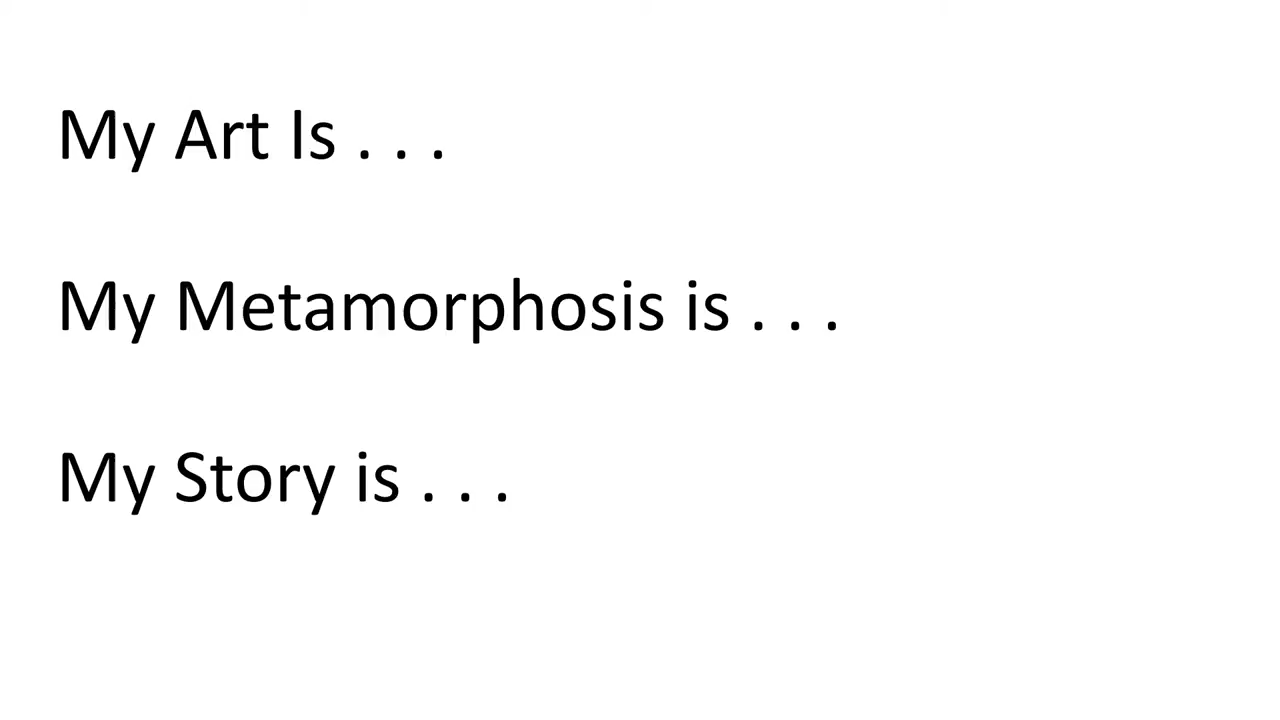 My Art Is . . .
My Metamorphosis is . . .
My Story is . . .